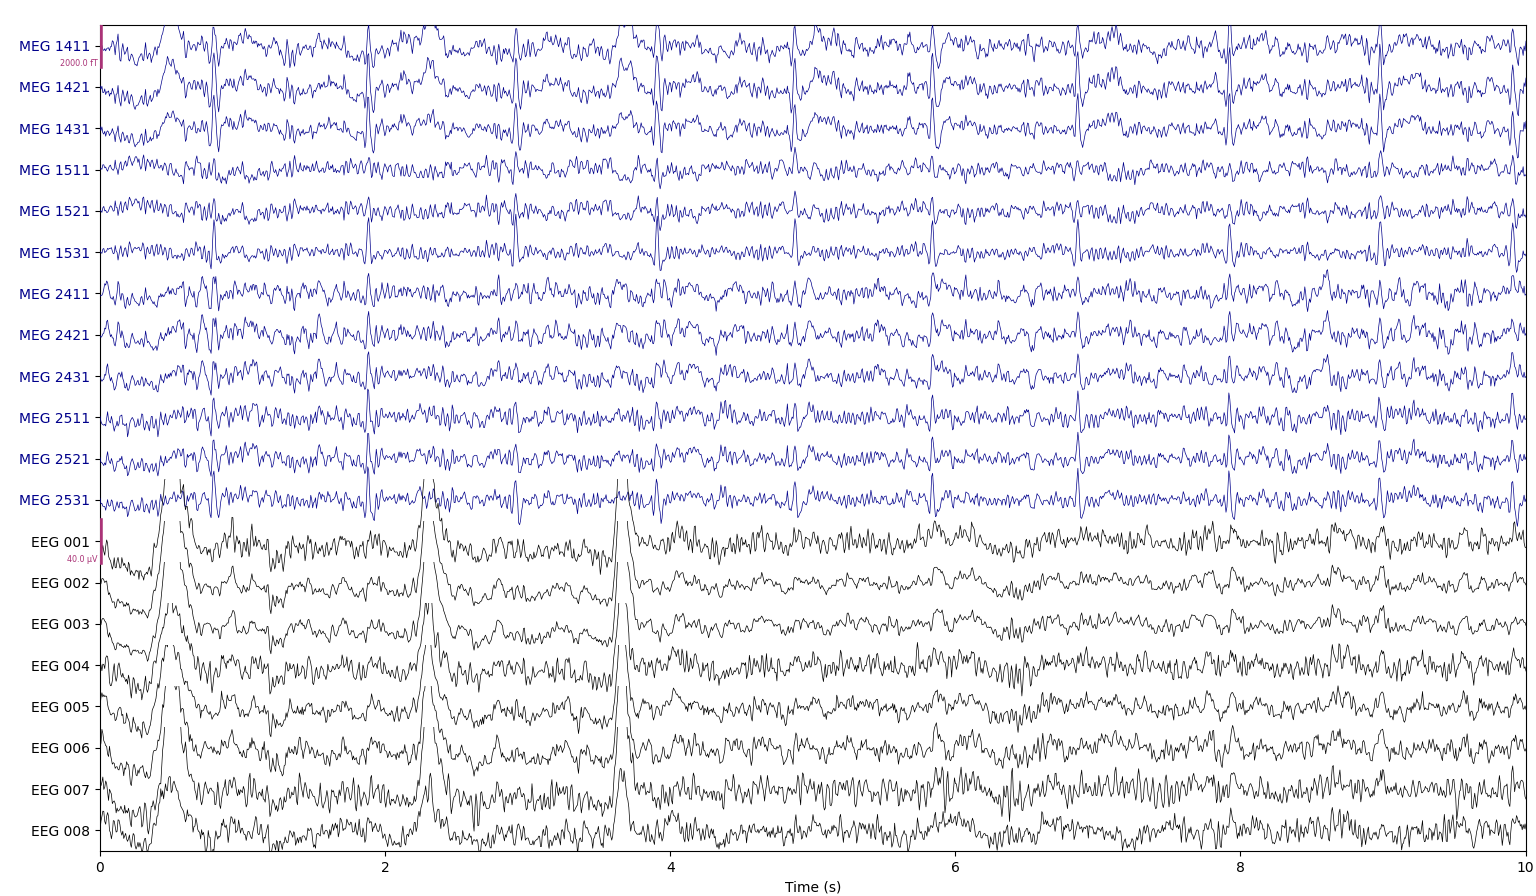 MEG 1411
2000.0 fT
MEG 1421
MEG 1431
MEG 1511
MEG 1521
MEG 1531
MEG 2411
MEG 2421
MEG 2431
MEG 2511
MEG 2521
MEG 2531
EEG 001
40.0 µV
EEG 002
EEG 003
EEG 004
EEG 005
EEG 006
EEG 007
EEG 008
0 2 4 6 8 10
Time (s)